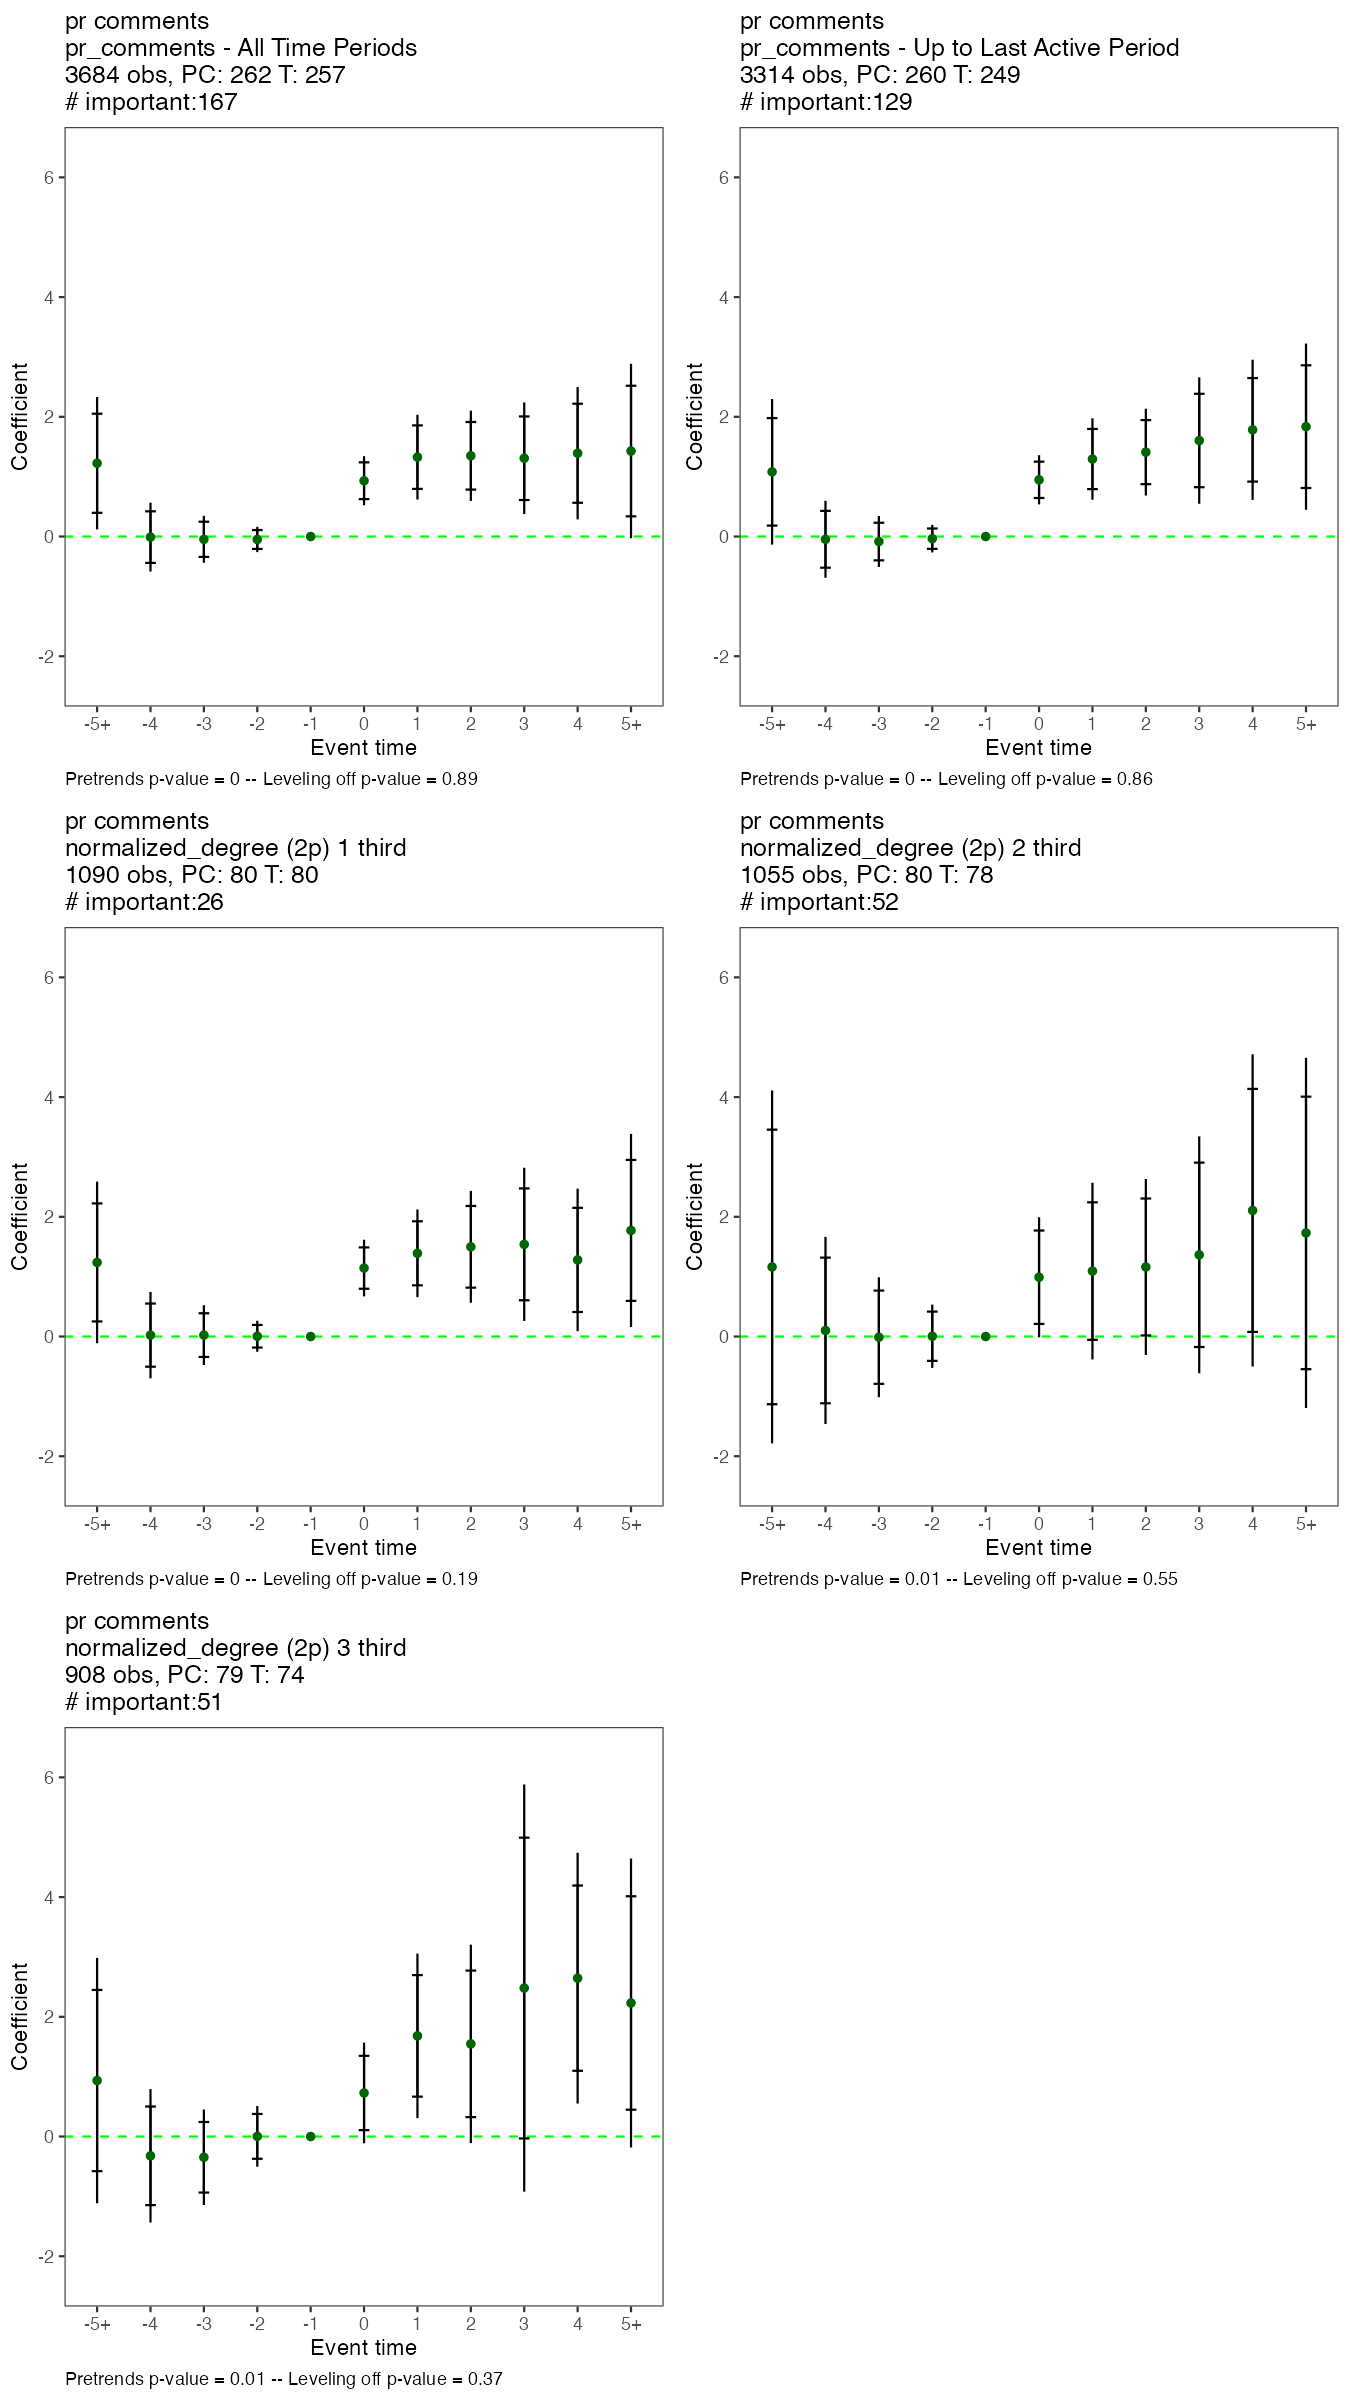 pr comments
pr_comments - All Time Periods
3684 obs, PC: 262 T: 257
# important:167
6
4
2
0
-2
Coefficient
-5+ -4 -3 -2 -1 0 1 2 3 4 5+
Event time
Pretrends p-value = 0 -- Leveling off p-value = 0.89
pr comments
pr_comments - Up to Last Active Period
3314 obs, PC: 260 T: 249
# important:129
6
4
2
0
-2
Coefficient
-5+ -4 -3 -2 -1 0 1 2 3 4 5+
Event time
Pretrends p-value = 0 -- Leveling off p-value = 0.86
pr comments
normalized_degree (2p) 1 third
1090 obs, PC: 80 T: 80
# important:26
6
4
2
0
-2
Coefficient
-5+ -4 -3 -2 -1 0 1 2 3 4 5+
Event time
Pretrends p-value = 0 -- Leveling off p-value = 0.19
pr comments
normalized_degree (2p) 2 third
1055 obs, PC: 80 T: 78
# important:52
6
4
2
0
-2
Coefficient
-5+ -4 -3 -2 -1 0 1 2 3 4 5+
Event time
Pretrends p-value = 0.01 -- Leveling off p-value = 0.55
pr comments
normalized_degree (2p) 3 third
908 obs, PC: 79 T: 74
# important:51
6
4
2
0
-2
Coefficient
-5+ -4 -3 -2 -1 0 1 2 3 4 5+
Event time
Pretrends p-value = 0.01 -- Leveling off p-value = 0.37